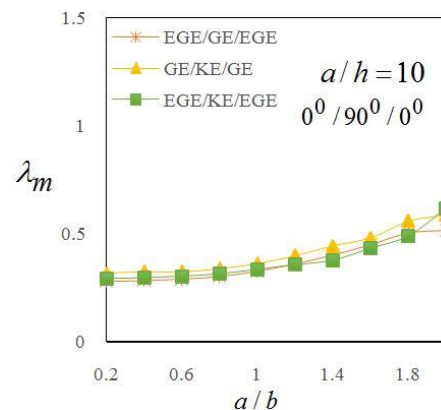 1.5
EGE/GE/EGE
GE/KE/GE
EGE/KE/EGE
a/h=10
0⁰/90⁰/0⁰
1
λm
0.5
0
0.2 0.6 1 1.4 1.8
a/b